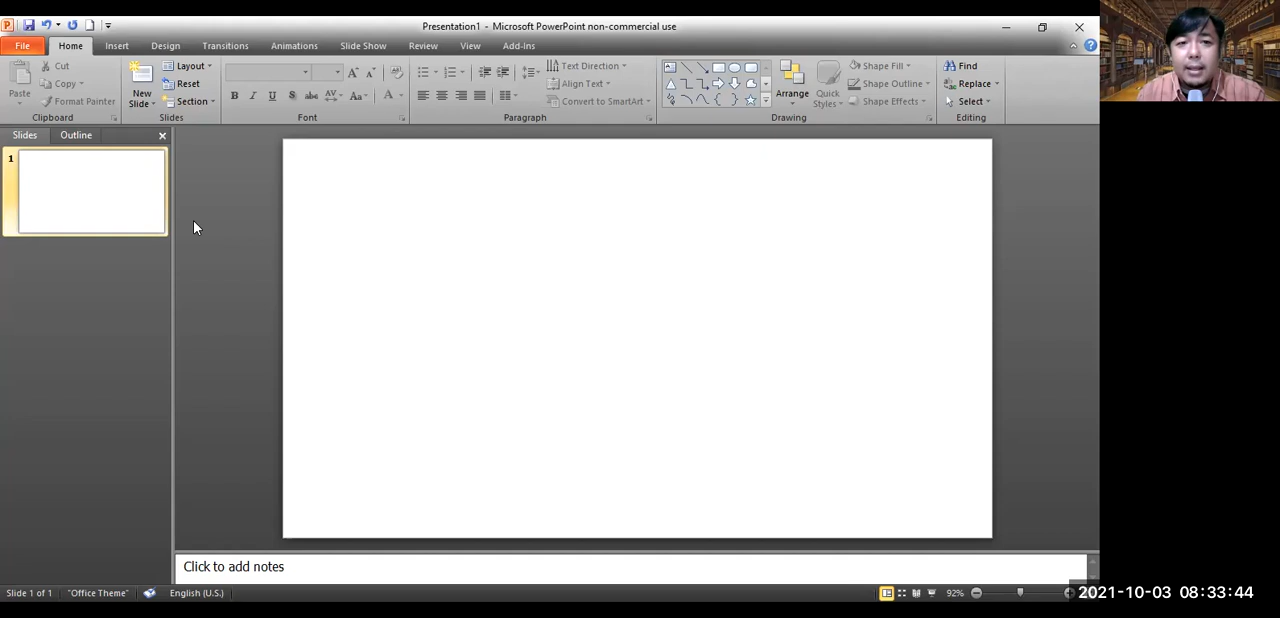 Presentation1 - Microsoft PowerPoint non-commercial use
File Home Insert Design Transitions Animations Slide Show Review View Add-Ins
Paste
Cut
Copy
Format Painter
Clipboard
New
Slide
Layout
Reset
Section
Slides
B I U S abc AV Aa A
Font
Text Direction
Align Text
Convert to SmartArt
Paragraph
Arrange
Quick
Styles
Shape Fill
Shape Outline
Shape Effects
Drawing
Find
Replace
Select
Editing
Slides Outline
1
Click to add notes
Slide 1 of 1 "Office Theme" English (U.S.) 92%
2021-10-03 08:33:44